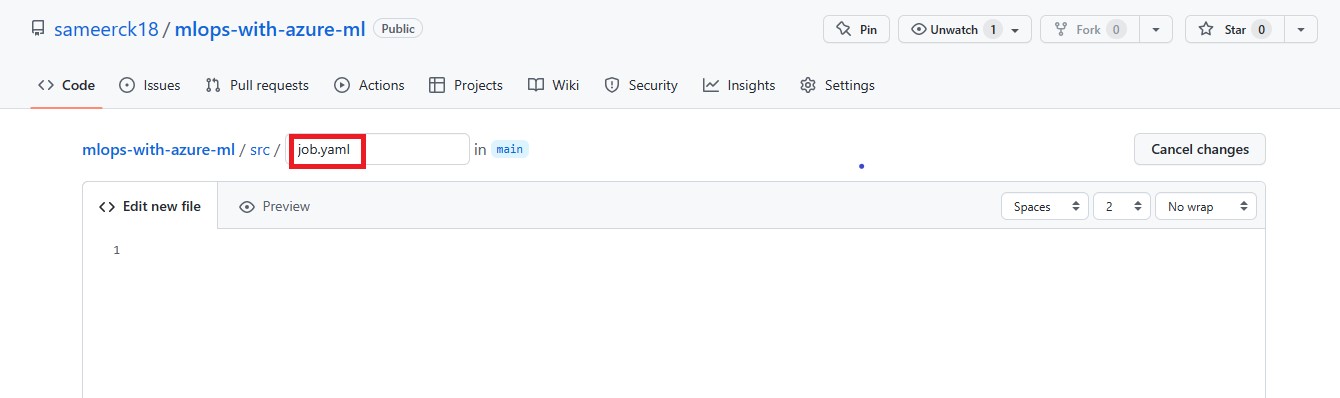 sameerck18 / mlops-with-azure-ml Public Pin Unwatch 1 Fork 0 Star 0
Code Issues Pull requests Actions Projects Wiki Security Insights Settings
mlops-with-azure-ml / src / job.yaml in main Cancel changes
Edit new file Preview Spaces 2 No wrap
1